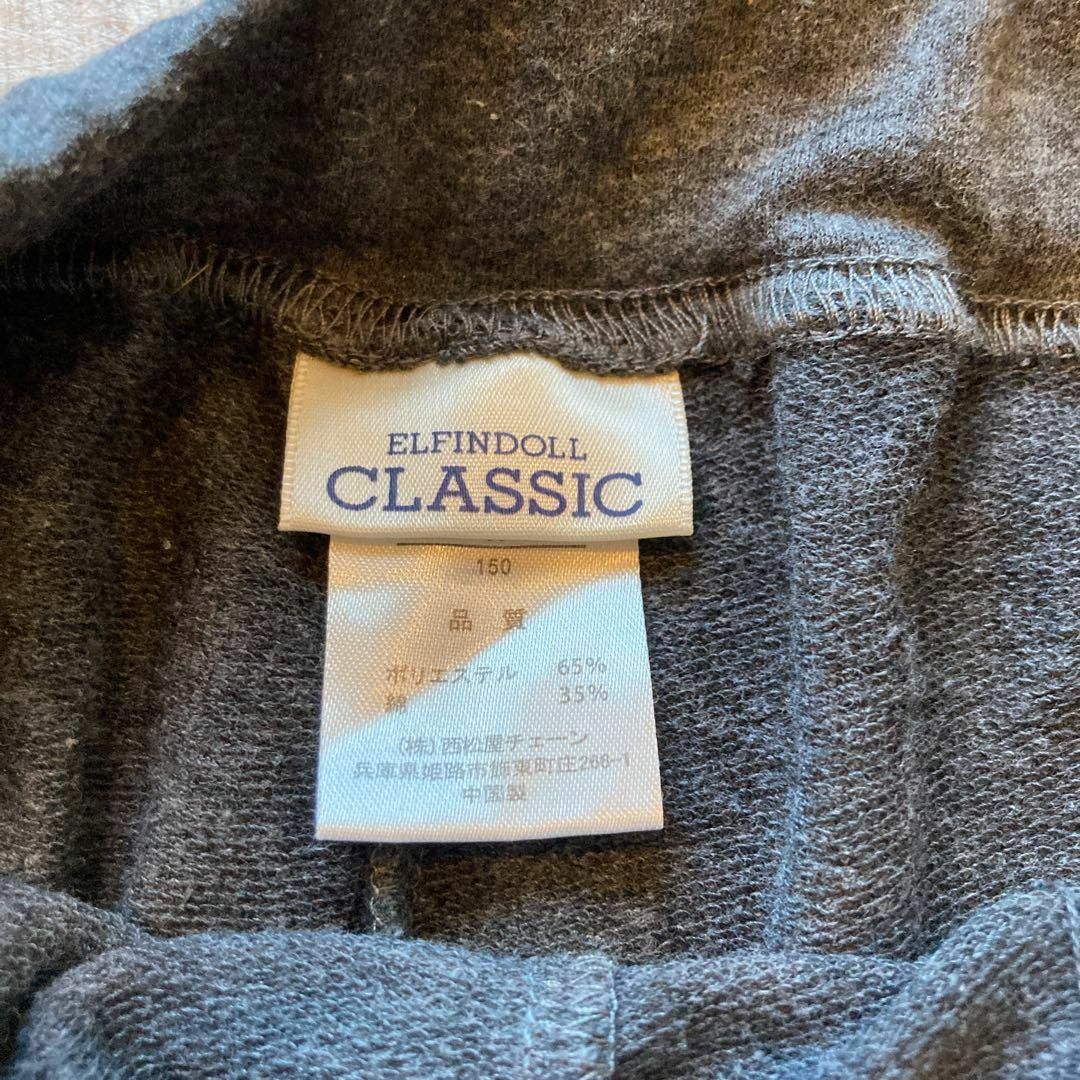 ELFINDOLL
CLASSIC
150
品 質
ポリエステル 65%
綿 35%
(株)西松屋チェーン
兵庫県姫路市飾東町庄266-1
中国製